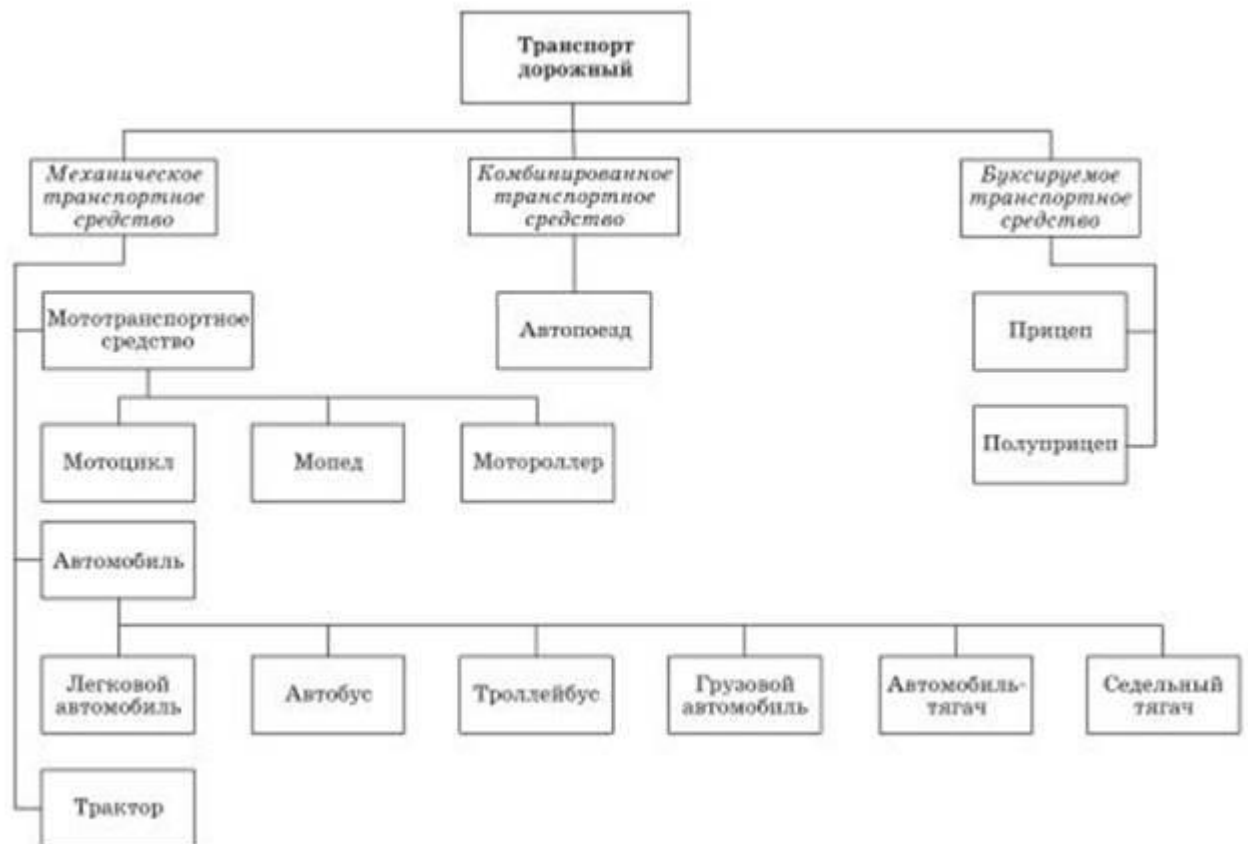 Транспорт
дорожный
Механическое
транспортное
средство
Комбинированное
транспортное
средство
Буксируемое
транспортное
средство
Мототранспортное
средство
Автопоезд
Прицеп
Мотоцикл
Мопед
Мотороллер
Полуприцеп
Автомобиль
Легковой
автомобиль
Автобус
Троллейбус
Грузовой
автомобиль
Автомобиль-
тягач
Седельный
тягач
Трактор